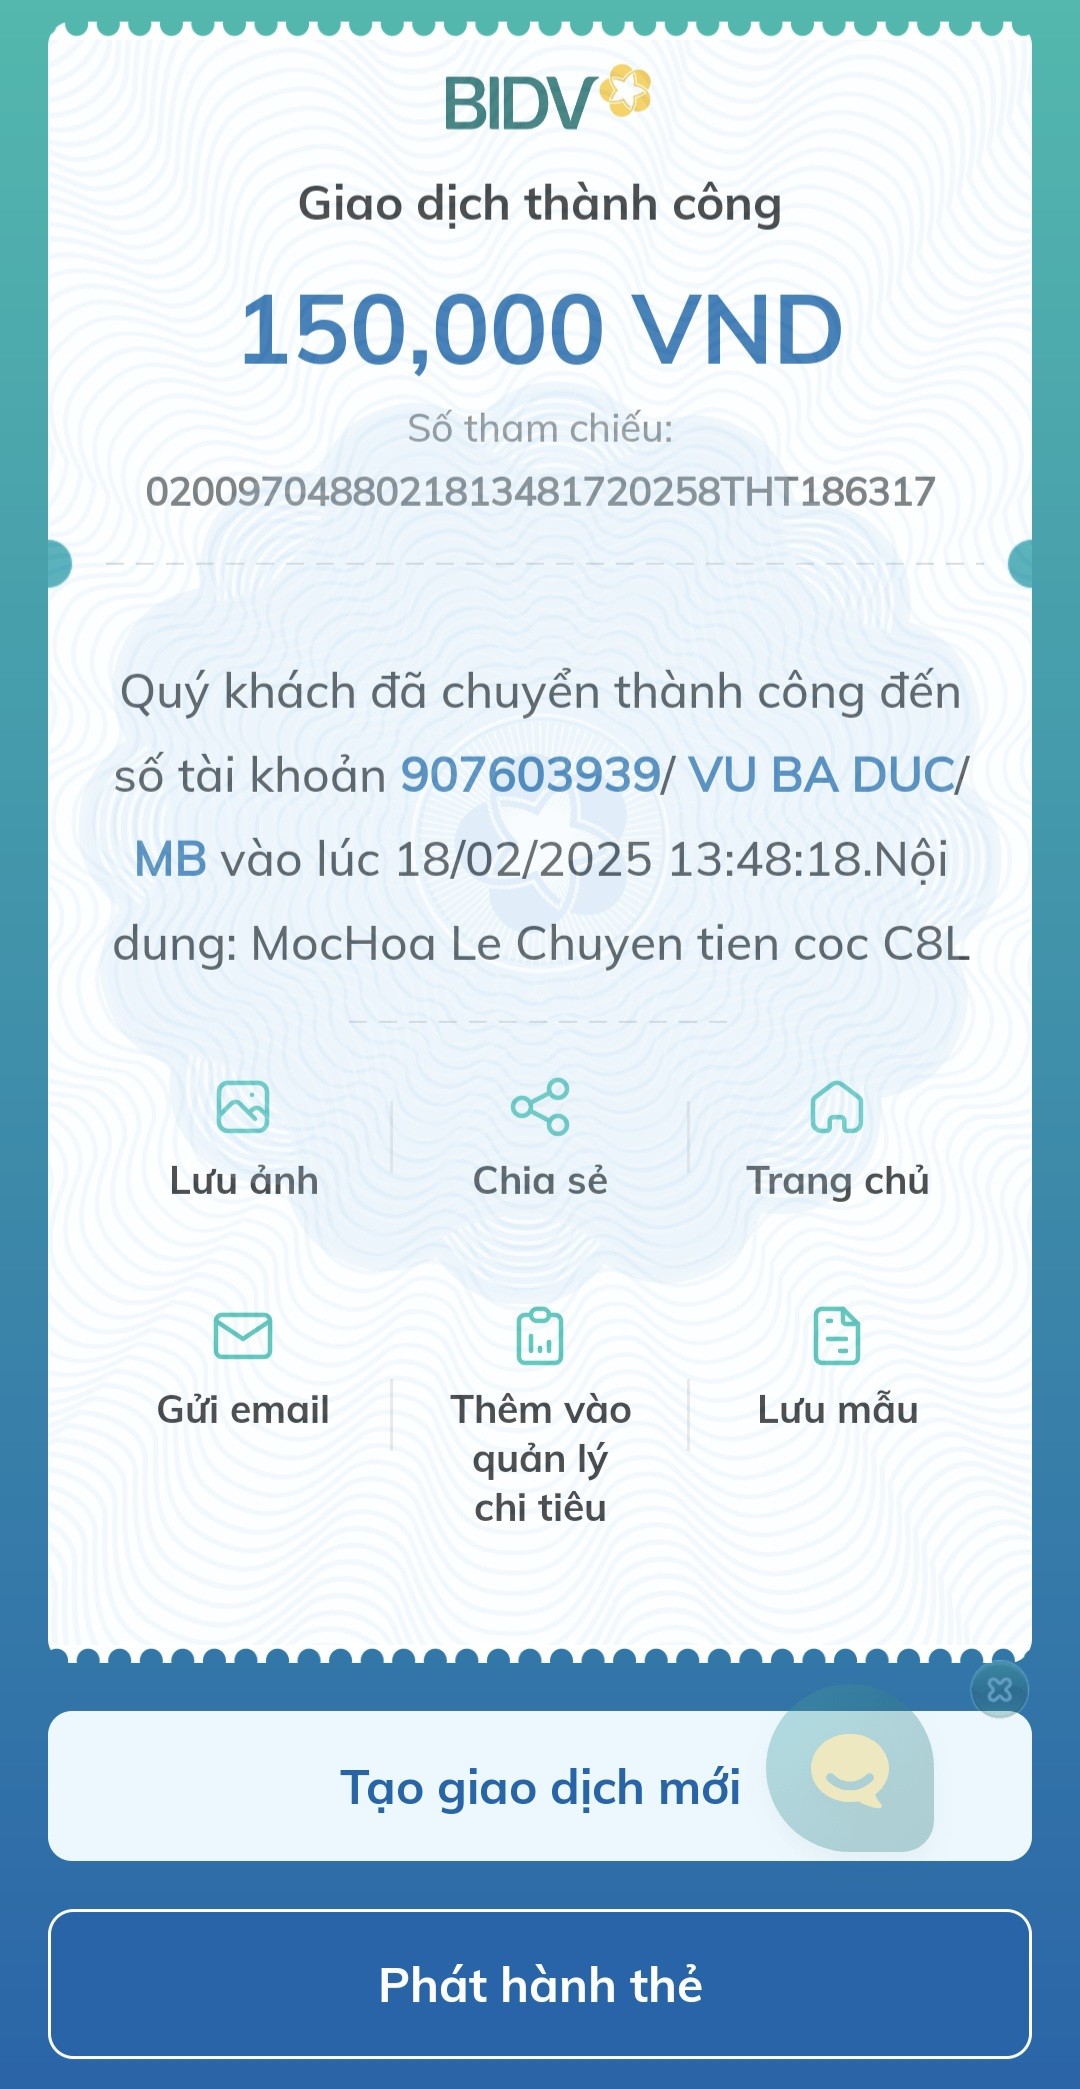 BIDV
Giao dịch thành công
150,000 VND
Số tham chiếu:
0200970488021813481720258THT186317
Quý khách đã chuyển thành công đến
số tài khoản 907603939/ VU BA DUC/
MB vào lúc 18/02/2025 13:48:18.Nội
dung: MocHoa Le Chuyen tien coc C8L
Lưu ảnh
Chia sẻ
Trang chủ
Gửi email
Thêm vào
quản lý
chi tiêu
Lưu mẫu
Tạo giao dịch mới
Phát hành thẻ